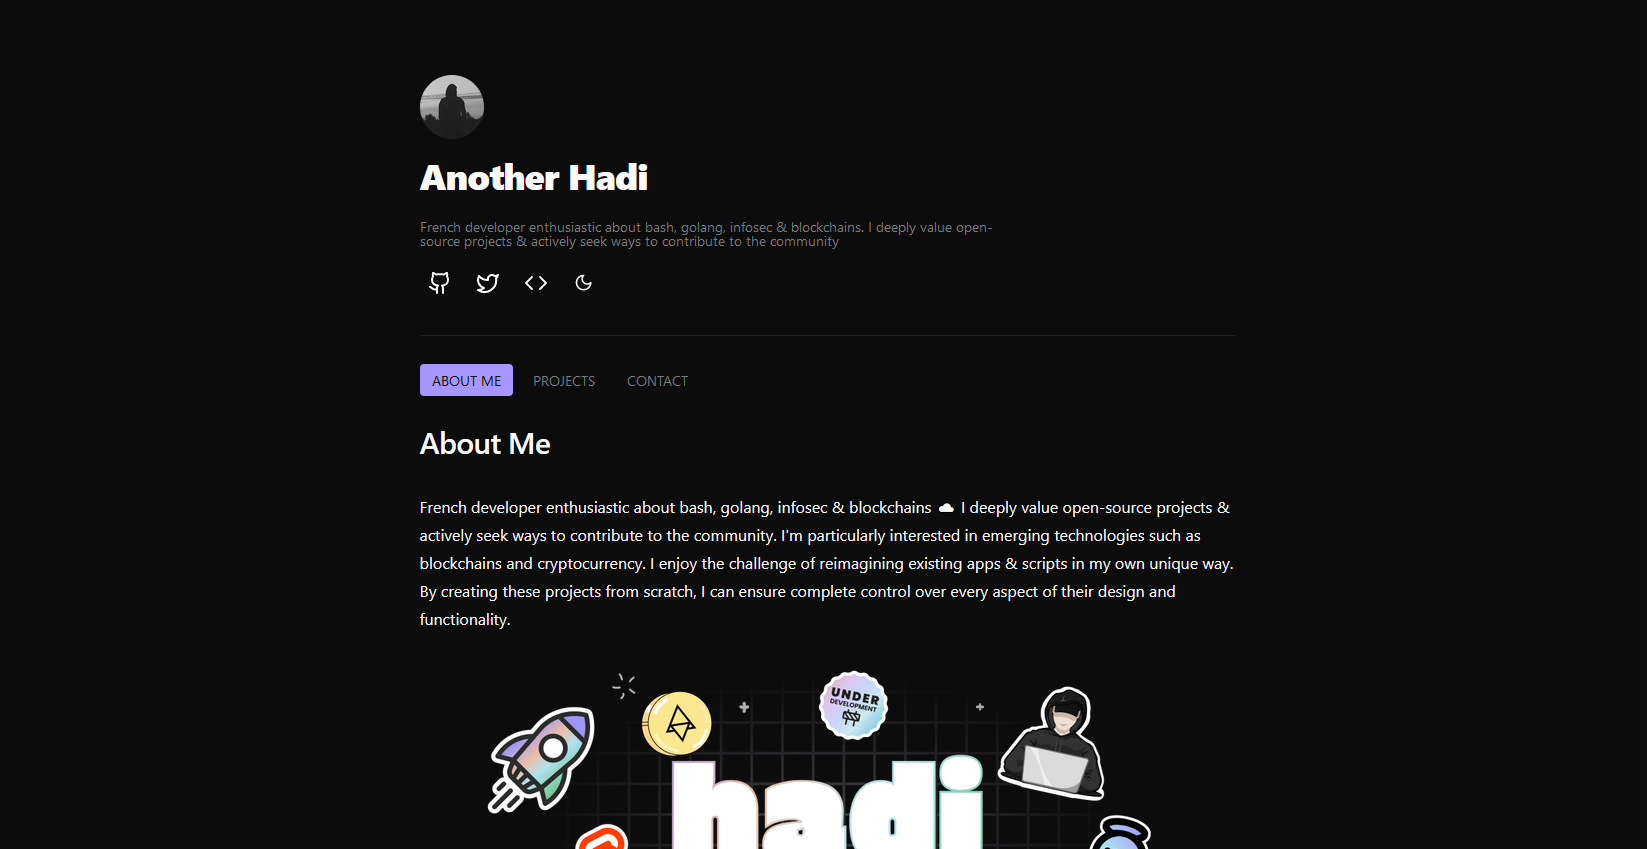 Another Hadi
French developer enthusiastic about bash, golang, infosec & blockchains. I deeply value open-
source projects & actively seek ways to contribute to the community
ABOUT ME PROJECTS CONTACT
About Me
French developer enthusiastic about bash, golang, infosec & blockchains I deeply value open-source projects &
actively seek ways to contribute to the community. I'm particularly interested in emerging technologies such as
blockchains and cryptocurrency. I enjoy the challenge of reimagining existing apps & scripts in my own unique way.
By creating these projects from scratch, I can ensure complete control over every aspect of their design and
functionality.
UNDER
DEVELOPMENT
hadi